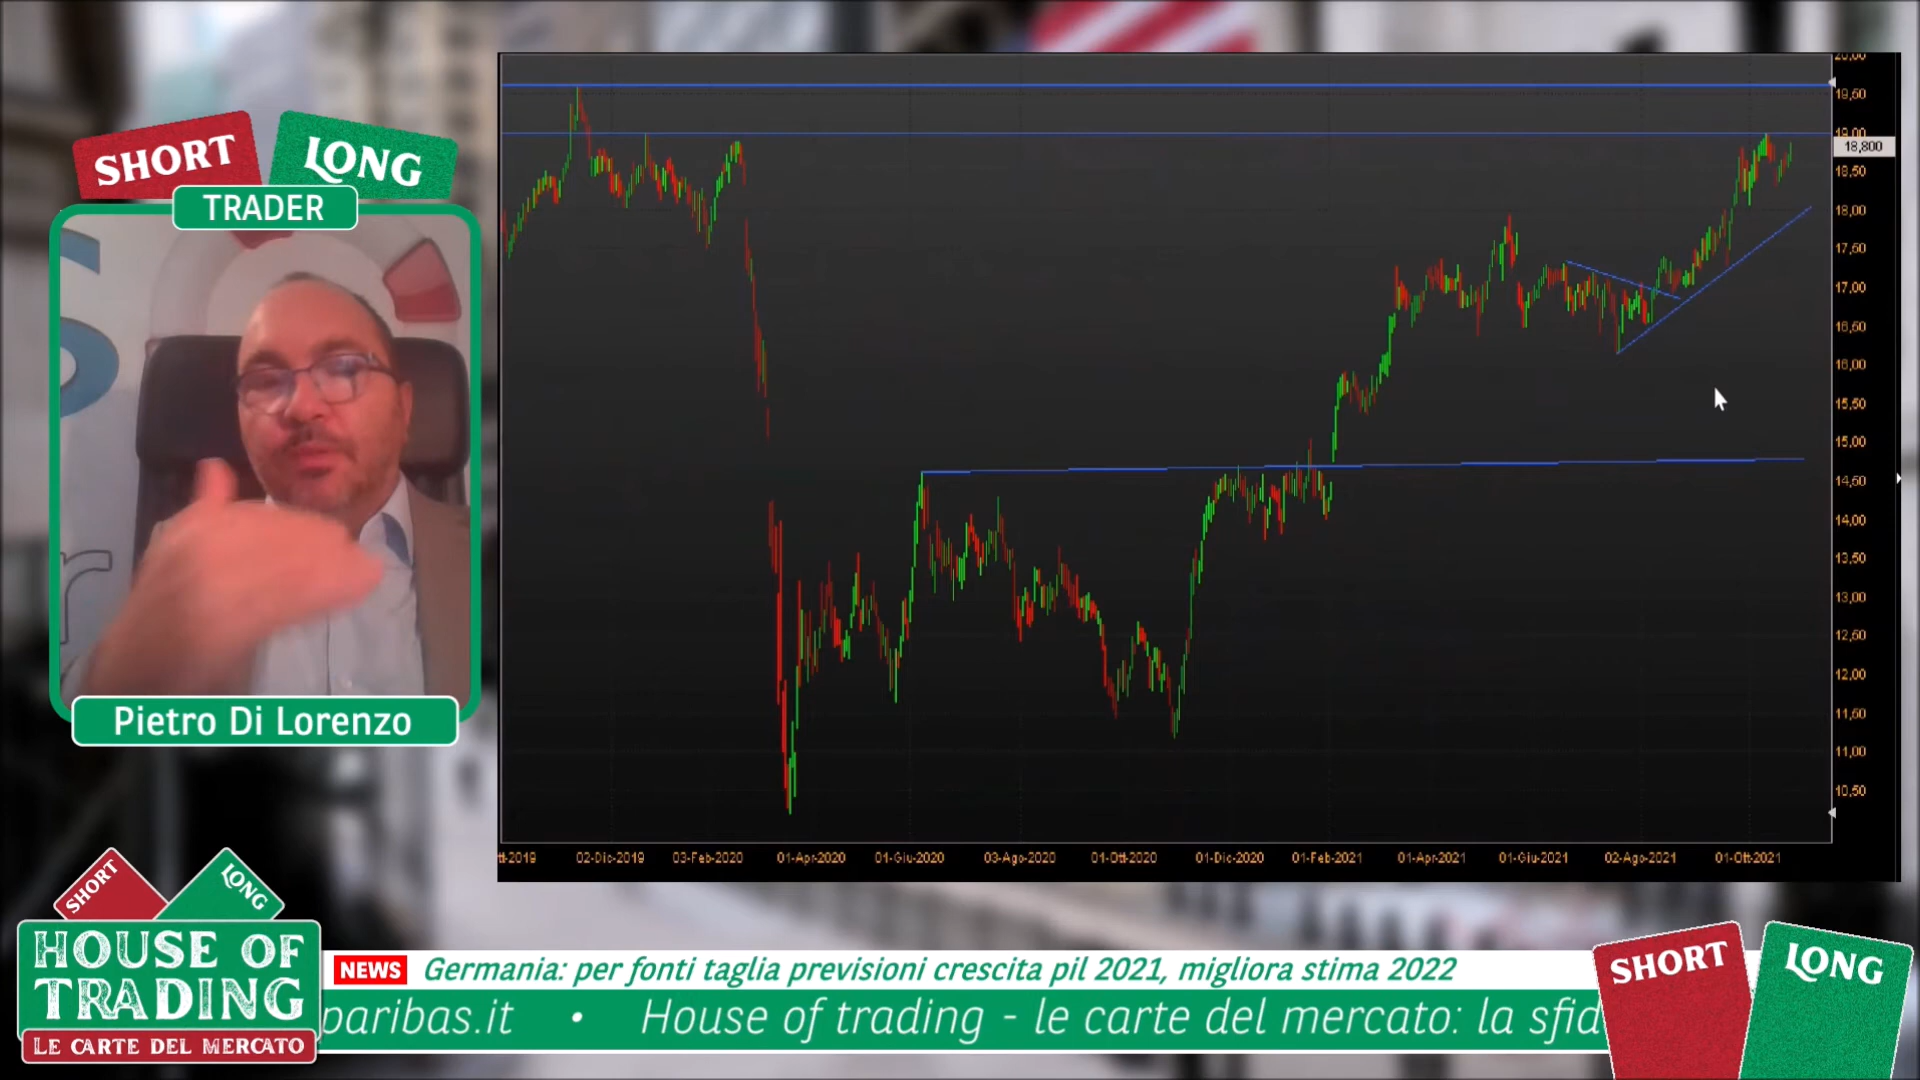 SHORT
LONG
TRADER
Pietro Di Lorenzo
20,00
19,50
19,00
18,800
18,50
18,00
17,50
17,00
16,50
16,00
15,50
15,00
14,50
14,00
13,50
13,00
12,50
12,00
11,50
11,00
10,50
tt-2019
02-Dic-2019
03-Feb-2020
01-Apr-2020
01-Giu-2020
03-Ago-2020
01-Ott-2020
01-Dic-2020
01-Feb-2021
01-Apr-2021
01-Giu-2021
02-Ago-2021
01-Ott-2021
SHORT
LONG
HOUSE OF
TRADING
LE CARTE DEL MERCATO
NEWS Germania: per fonti taglia previsioni crescita pil 2021, migliora stima 2022
paribas.it • House of trading - le carte del mercato: la sfid
SHORT
LONG